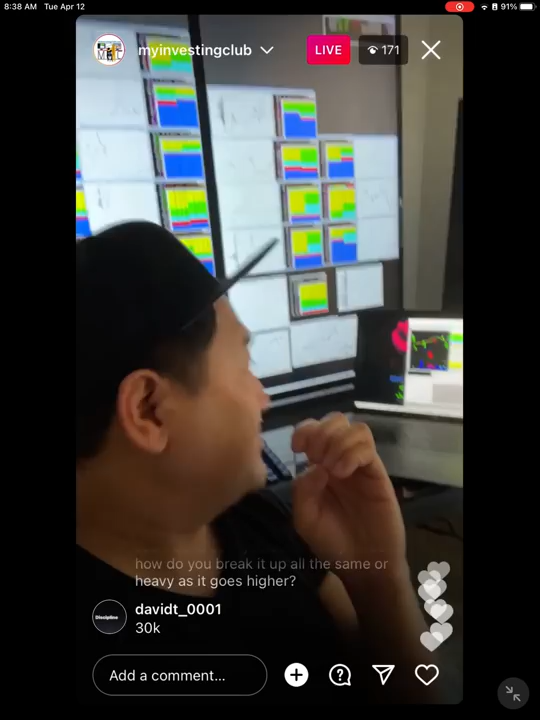 8:38 AM Tue Apr 12
91%
myinvestingclub
LIVE
171
how do you break it up all the same or
heavy as it goes higher?
Discipline
davidt_0001
30k
Add a comment...